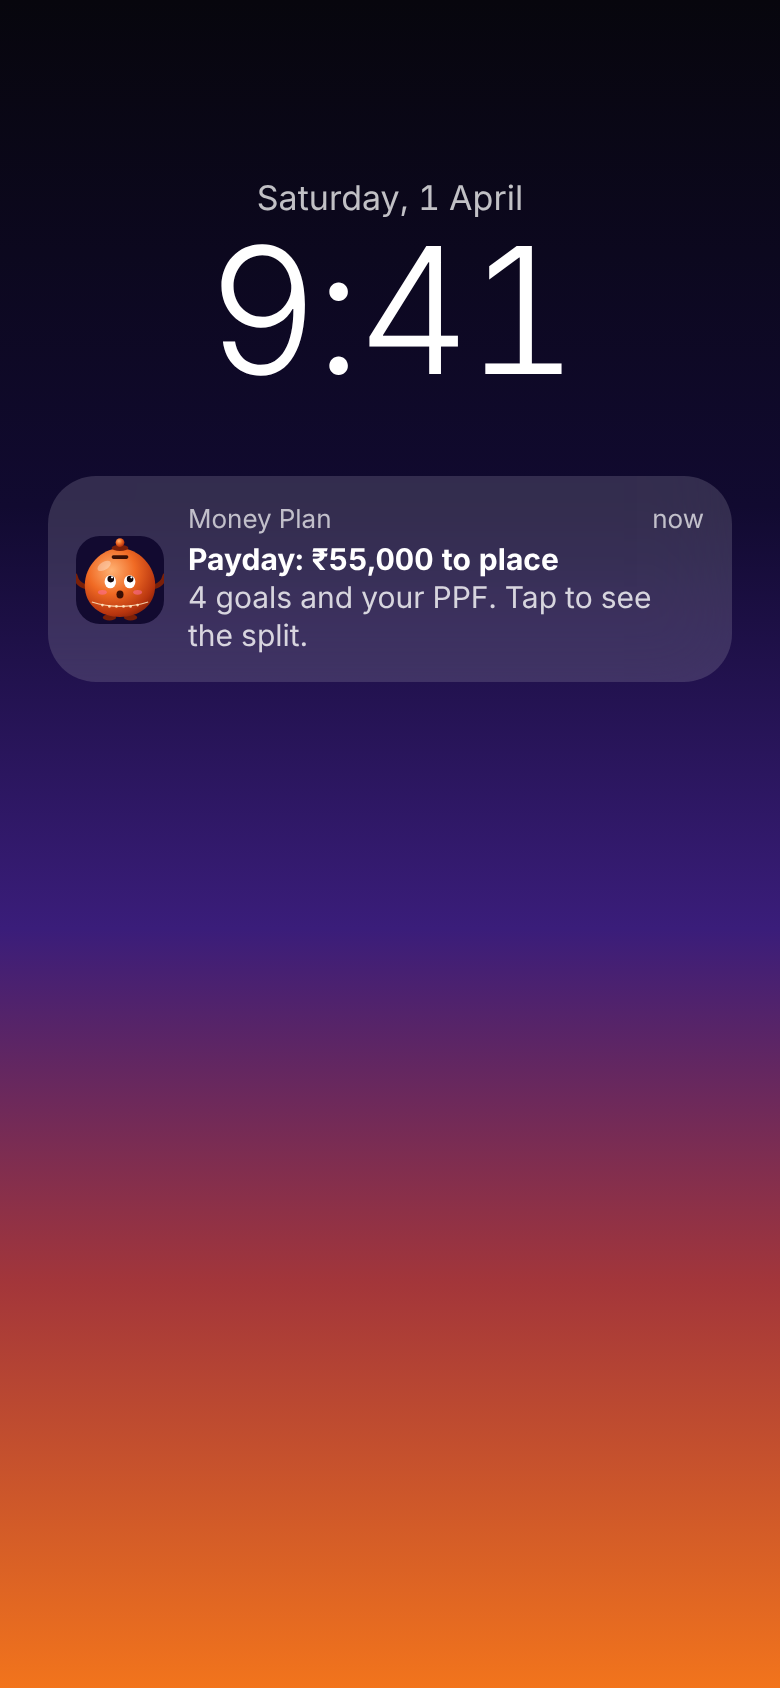 Saturday, 1 April
9:41
Money Plan
now
Payday: ₹55,000 to place
4 goals and your PPF. Tap to see
the split.